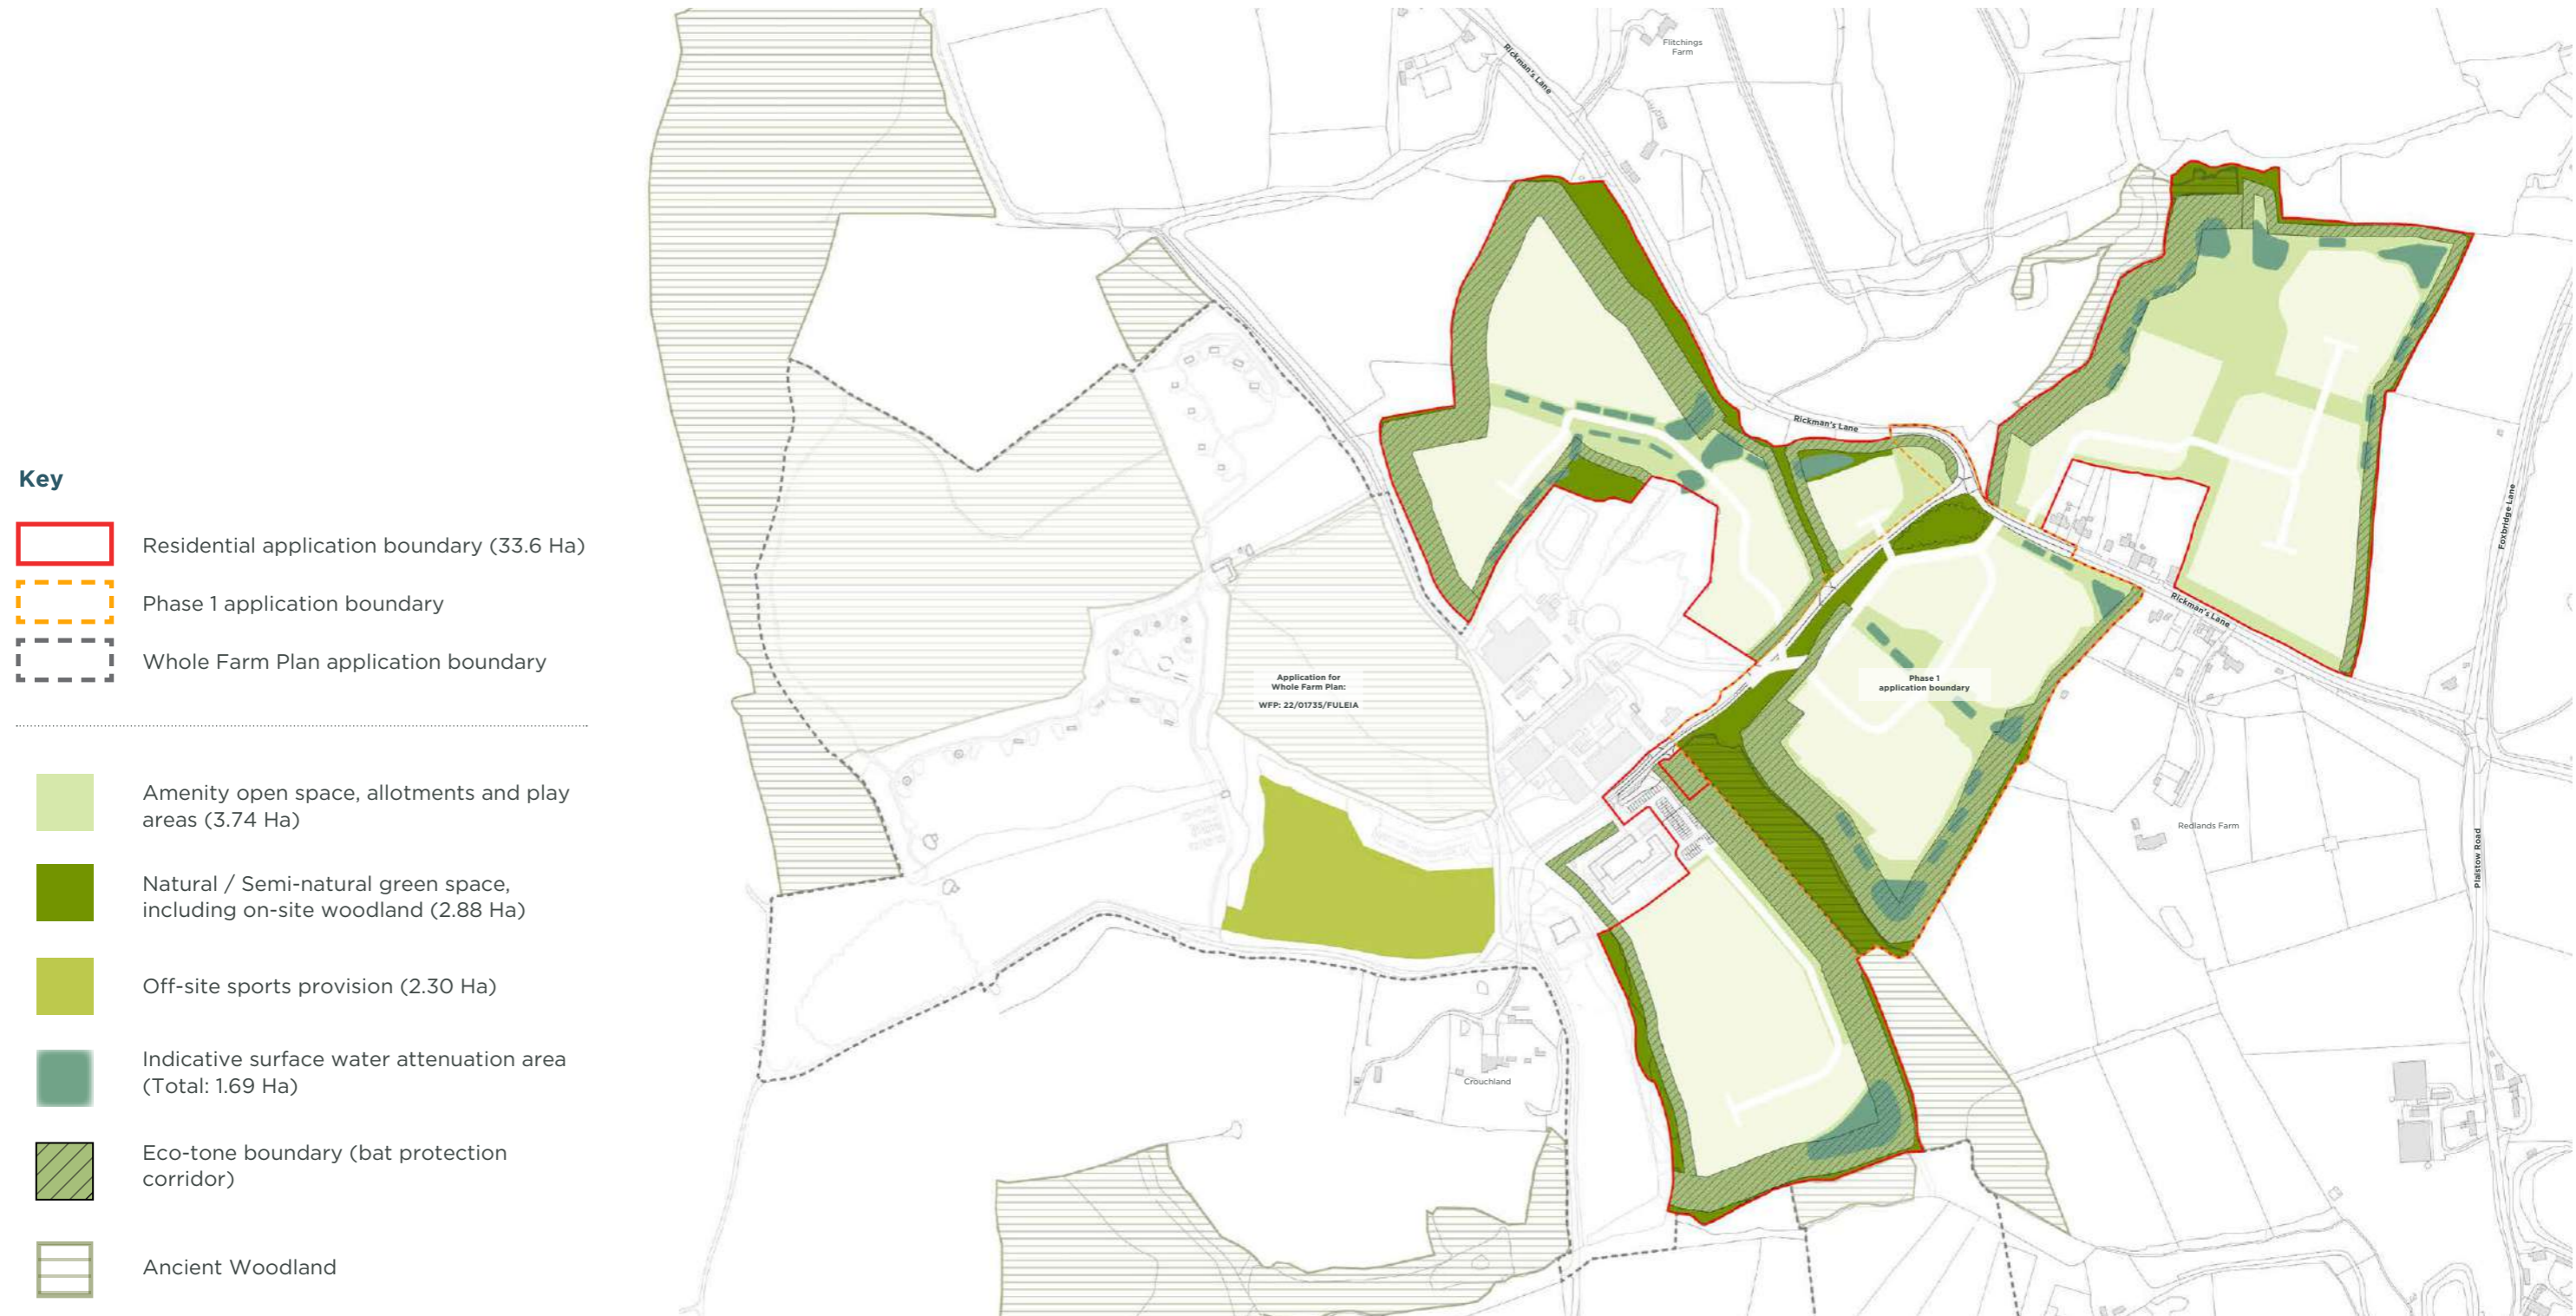 Key
Residential application boundary (33.6 Ha)
Phase 1 application boundary
Whole Farm Plan application boundary
Amenity open space, allotments and play
areas (3.74 Ha)
Natural / Semi-natural green space,
including on-site woodland (2.88 Ha)
Off-site sports provision (2.30 Ha)
Indicative surface water attenuation area
(Total: 1.69 Ha)
Eco-tone boundary (bat protection
corridor)
Ancient Woodland
Rickman's Lane
Flitchings
Farm
Rickman's Lane
Foxbridge Lane
Rickman's Lane
Application for
Whole Farm Plan:
WFP: 22/01735/FULEIA
Phase 1
application boundary
Redlands Farm
Plaistow Road
Crouchland